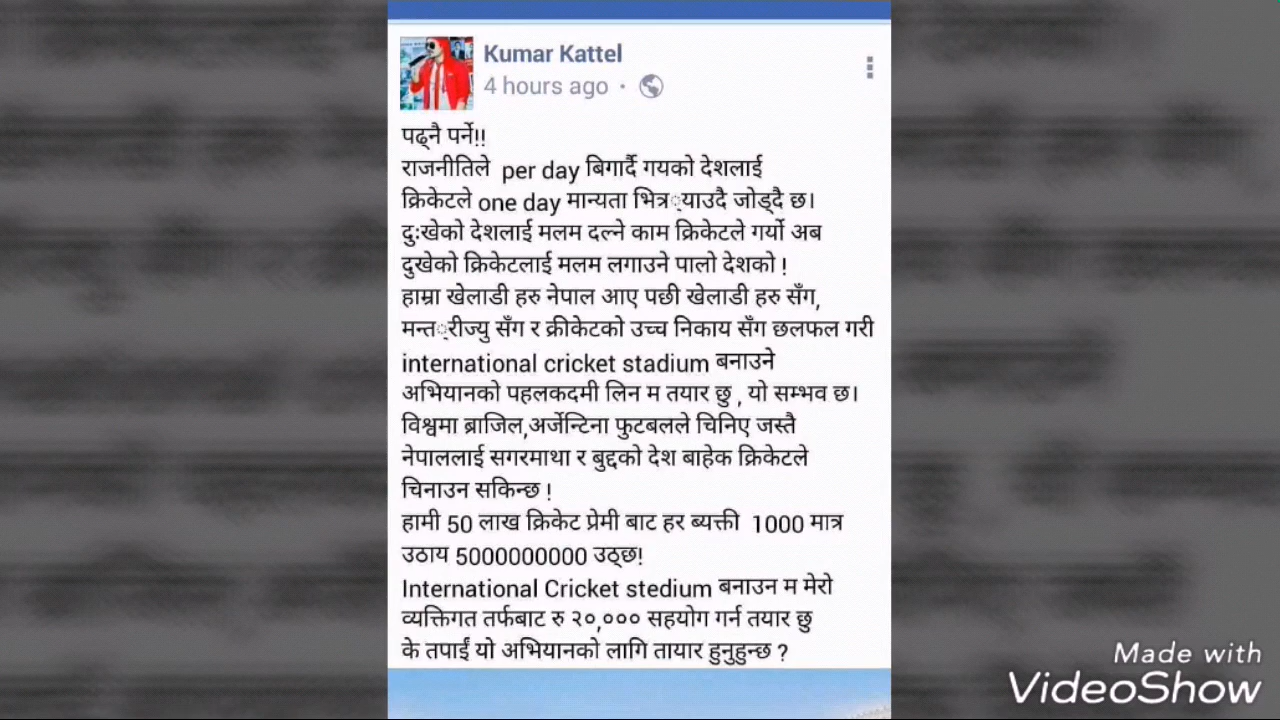 Kumar Kattel
4 hours ago ·
पढ्नै पर्ने!!
राजनीतिले per day बिगार्दै गयको देशलाई
क्रिकेटले one day मान्यता भित्र्‍याउदै जोड्दै छ।
दुःखेको देशलाई मलम दल्ने काम क्रिकेटले गर्यो अब
दुखेको क्रिकेटलाई मलम लगाउने पालो देशको !
हाम्रा खेलाडी हरु नेपाल आए पछी खेलाडी हरु सँग,
मन्त्‍रीज्यु सँग र क्रीकेटको उच्च निकाय सँग छलफल गरी
international cricket stadium बनाउने
अभियानको पहलकदमी लिन म तयार छु , यो सम्भव छ।
विश्वमा ब्राजिल,अर्जेन्टिना फुटबलले चिनिए जस्तै
नेपाललाई सगरमाथा र बुद्दको देश बाहेक क्रिकेटले
चिनाउन सकिन्छ !
हामी 50 लाख क्रिकेट प्रेमी बाट हर ब्यक्ती 1000 मात्र
उठाय 5000000000 उठ्छ!
International Cricket stedium बनाउन म मेरो
व्यक्तिगत तर्फबाट रु २०,००० सहयोग गर्न तयार छु
के तपाईं यो अभियानको लागि तायार हुनुहुन्छ ?
Made with
VideoShow